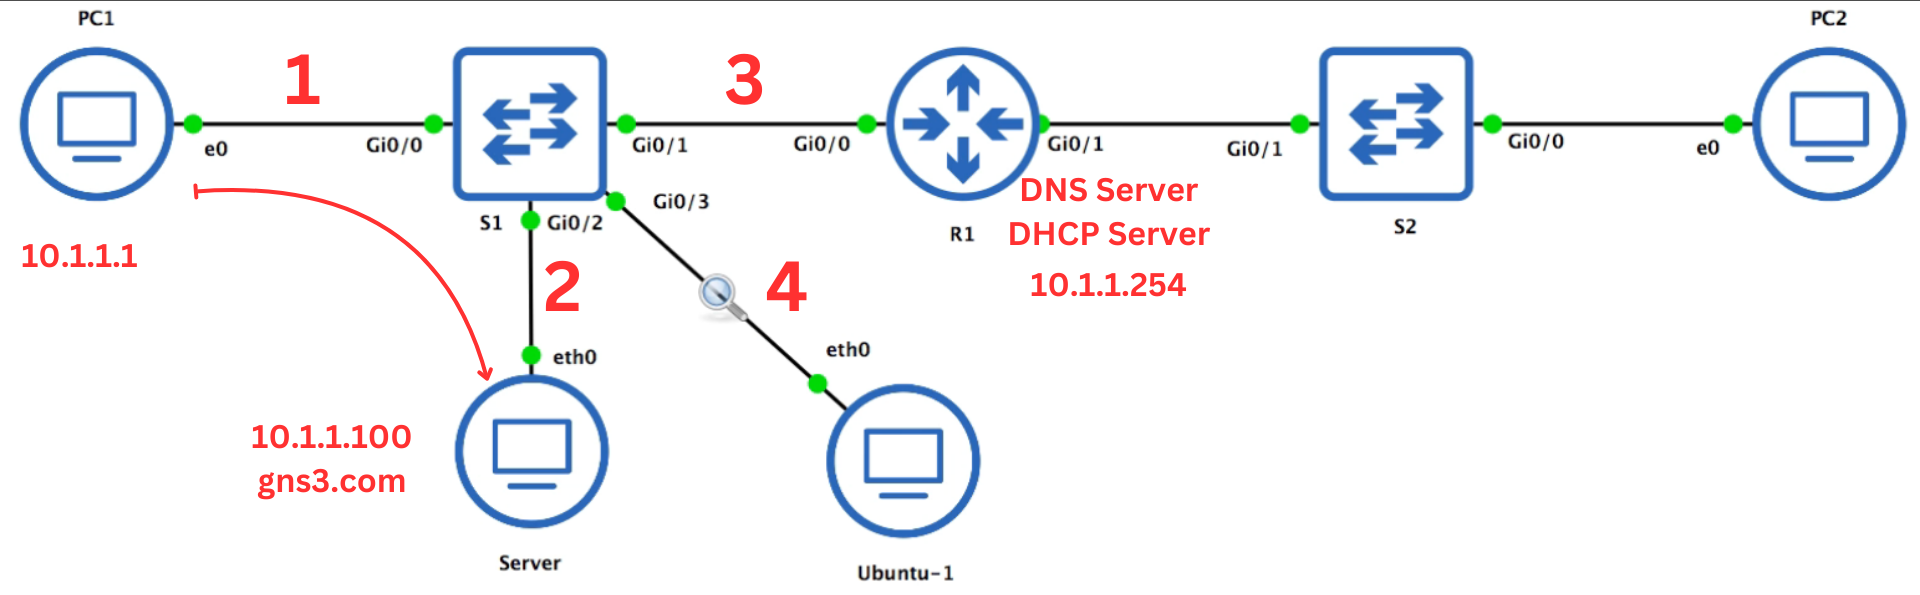 PC1
PC2
1
3
e0
Gi0/0
Gi0/1
Gi0/0
Gi0/1
Gi0/1
Gi0/0
e0
DNS Server
DHCP Server
10.1.1.254
Gi0/3
S1
Gi0/2
R1
S2
10.1.1.1
2
4
eth0
eth0
10.1.1.100
gns3.com
Server
Ubuntu-1